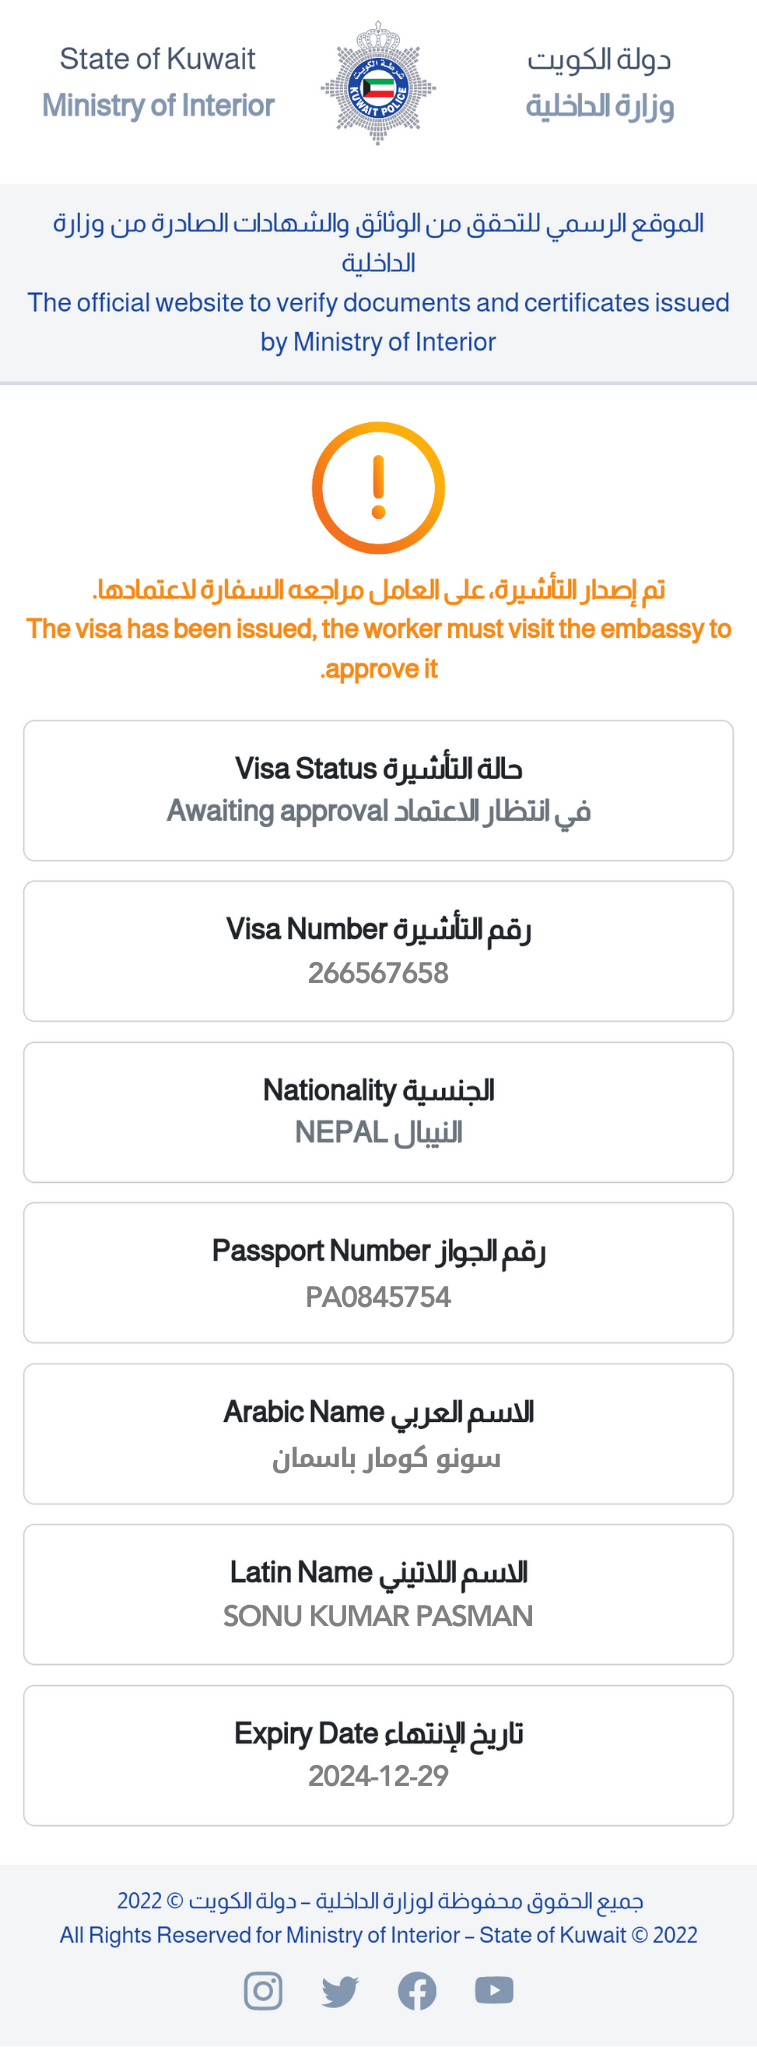 State of Kuwait
Ministry of Interior
شرطة الكويت
KUWAIT POLICE
دولة الكويت
وزارة الداخلية
الموقع الرسمي للتحقق من الوثائق والشهادات الصادرة من وزارة
الداخلية
The official website to verify documents and certificates issued
by Ministry of Interior
تم إصدار التأشيرة، على العامل مراجعه السفارة لاعتمادها.
The visa has been issued, the worker must visit the embassy to
.approve it
Visa Status حالة التأشيرة
Awaiting approval في انتظار الاعتماد
Visa Number رقم التأشيرة
266567658
Nationality الجنسية
NEPAL النيبال
Passport Number رقم الجواز
PA0845754
Arabic Name الاسم العربي
سونو كومار باسمان
Latin Name الاسم اللاتيني
SONU KUMAR PASMAN
Expiry Date تاريخ الإنتهاء
2024-12-29
جميع الحقوق محفوظة لوزارة الداخلية – دولة الكويت © 2022
All Rights Reserved for Ministry of Interior – State of Kuwait © 2022